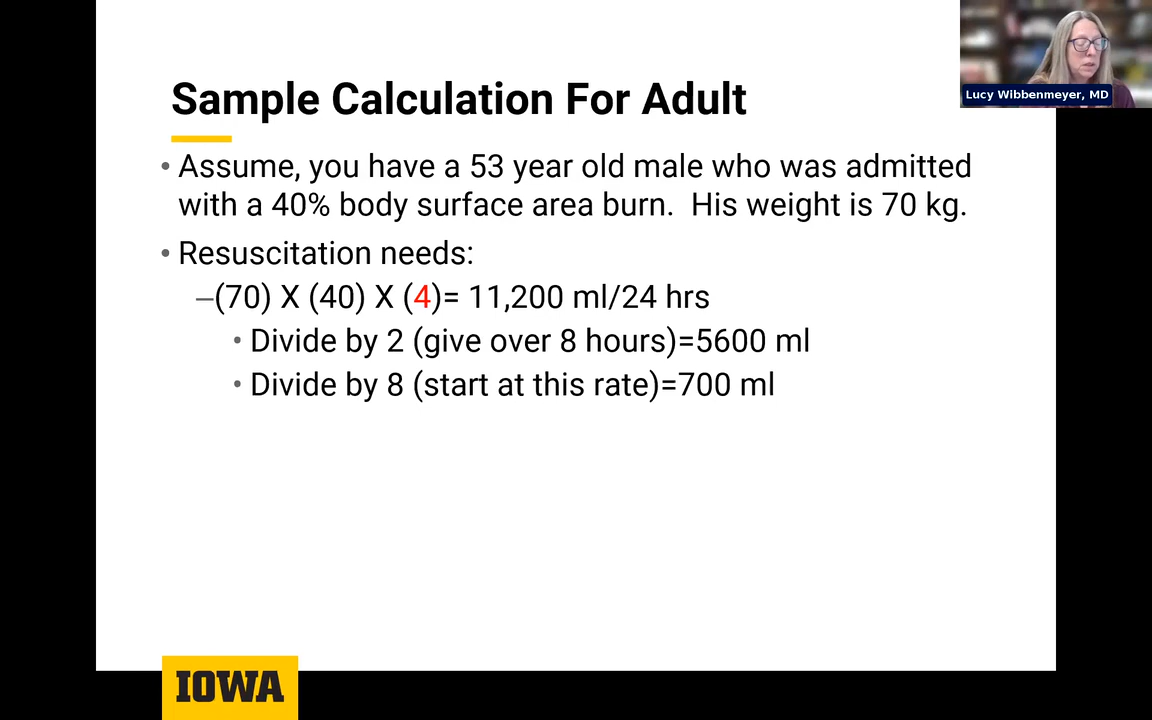 Lucy Wibbenmeyer, MD
Sample Calculation For Adult
• Assume, you have a 53 year old male who was admitted
with a 40% body surface area burn.  His weight is 70 kg.
• Resuscitation needs:
–(70) X (40) X (4)= 11,200 ml/24 hrs
• Divide by 2 (give over 8 hours)=5600 ml
• Divide by 8 (start at this rate)=700 ml
IOWA